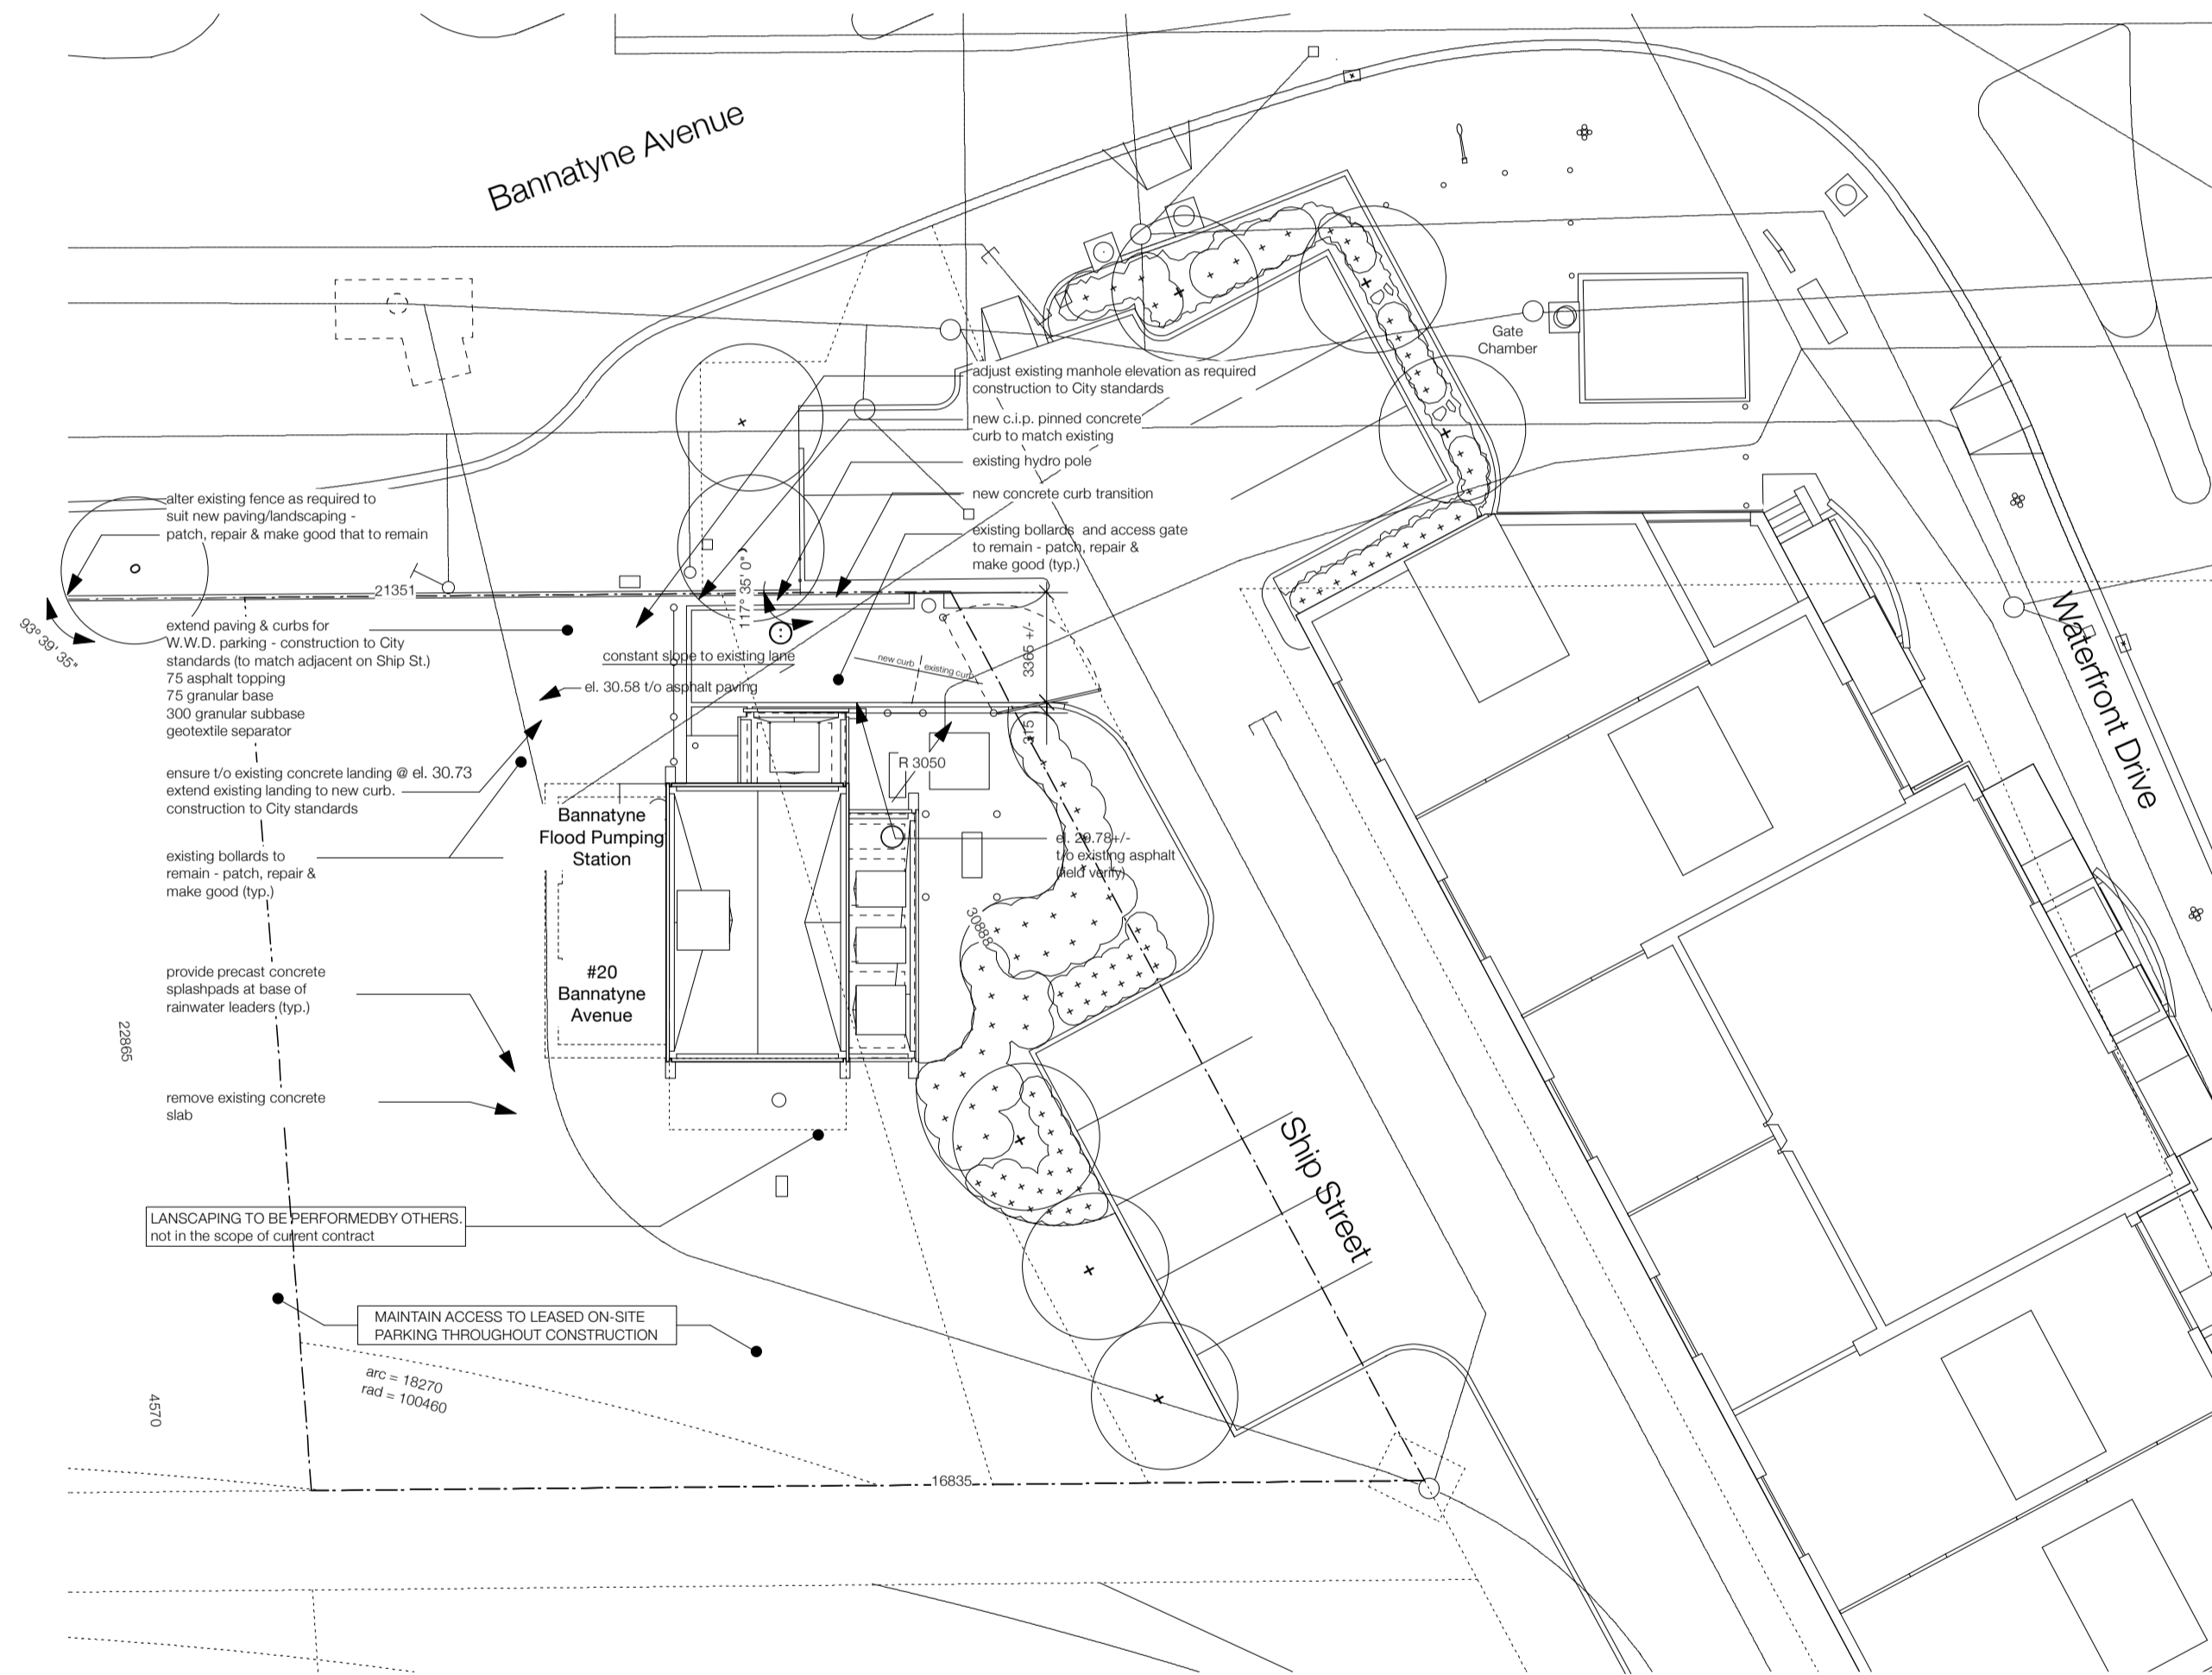 Bannatyne Avenue
Gate
Chamber
adjust existing manhole elevation as required
construction to City standards
new c.i.p. pinned concrete
curb to match existing
existing hydro pole
new concrete curb transition
existing bollards and access gate
to remain - patch, repair &
make good (typ.)
alter existing fence as required to
suit new paving/landscaping -
patch, repair & make good that to remain
21351
93° 39' 35"
117° 35' 0"
extend paving & curbs for
W.W.D. parking - construction to City
standards (to match adjacent on Ship St.)
75 asphalt topping
75 granular base
300 granular subbase
geotextile separator
constant slope to existing lane
el. 30.58 t/o asphalt paving
new curb
existing curb
3365 +/-
215
R 3050
ensure t/o existing concrete landing @ el. 30.73
extend existing landing to new curb.
construction to City standards
Bannatyne
Flood Pumping
Station
el. 29.78+/-
t/o existing asphalt
(field verify)
existing bollards to
remain - patch, repair &
make good (typ.)
30888
#20
Bannatyne
Avenue
provide precast concrete
splashpads at base of
rainwater leaders (typ.)
22865
remove existing concrete
slab
Waterfront Drive
Ship Street
LANSCAPING TO BE PERFORMEDBY OTHERS.
not in the scope of current contract
MAINTAIN ACCESS TO LEASED ON-SITE
PARKING THROUGHOUT CONSTRUCTION
arc = 18270
rad = 100460
4570
16835